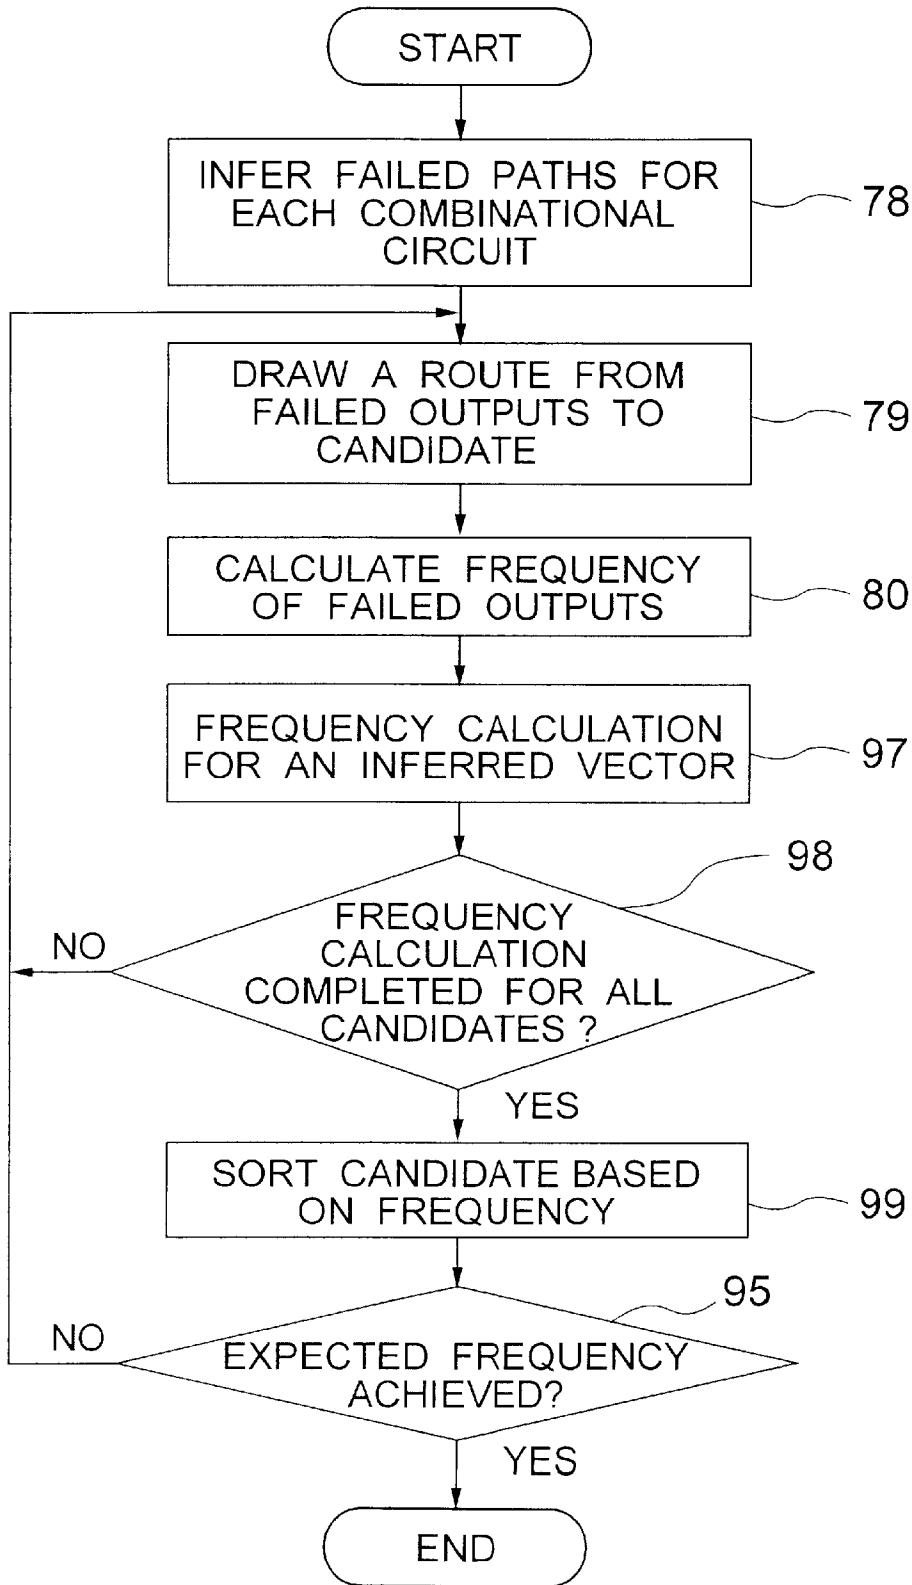 START
INFER FAILED PATHS FOR
EACH COMBINATIONAL
CIRCUIT
78
DRAW A ROUTE FROM
FAILED OUTPUTS TO
CANDIDATE
79
CALCULATE FREQUENCY
OF FAILED OUTPUTS
80
FREQUENCY CALCULATION
FOR AN INFERRED VECTOR
97
98
FREQUENCY
CALCULATION
COMPLETED FOR ALL
CANDIDATES ?
NO
YES
SORT CANDIDATE BASED
ON FREQUENCY
99
95
EXPECTED FREQUENCY
ACHIEVED?
NO
YES
END